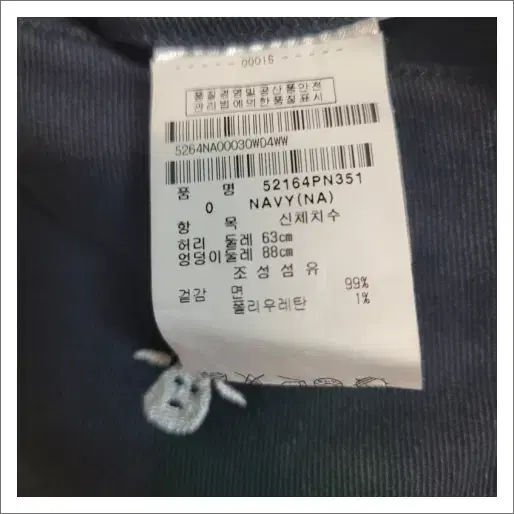 91000
품질경영및공산품안전
관리법에의한품질표시
5264NA00030W04WW
품 명 52164PN351
0 NAVY(NA)
항 목 신체치수
허리 둘레 63cm
엉덩이둘레 88cm
조성섬유
겉감 면 99%
폴리우레탄 1%